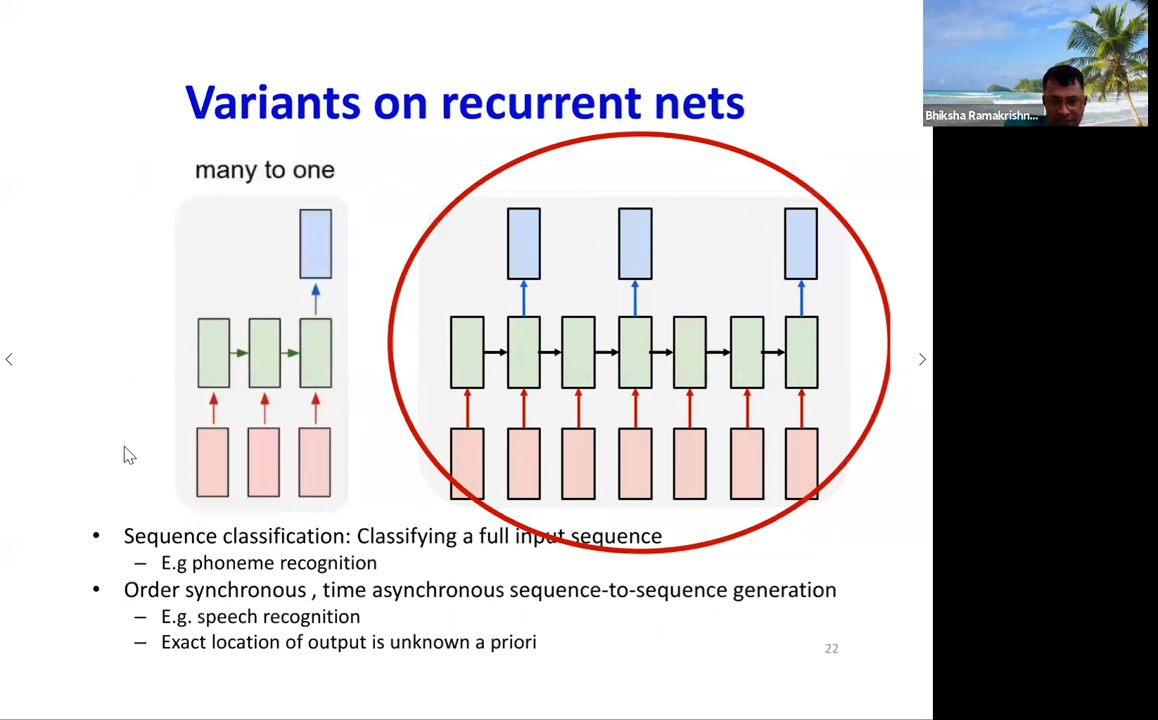 Variants on recurrent nets
Bhiksha Ramakrishn...
many to one
• Sequence classification: Classifying a full input sequence
– E.g phoneme recognition
• Order synchronous , time asynchronous sequence-to-sequence generation
– E.g. speech recognition
– Exact location of output is unknown a priori
22